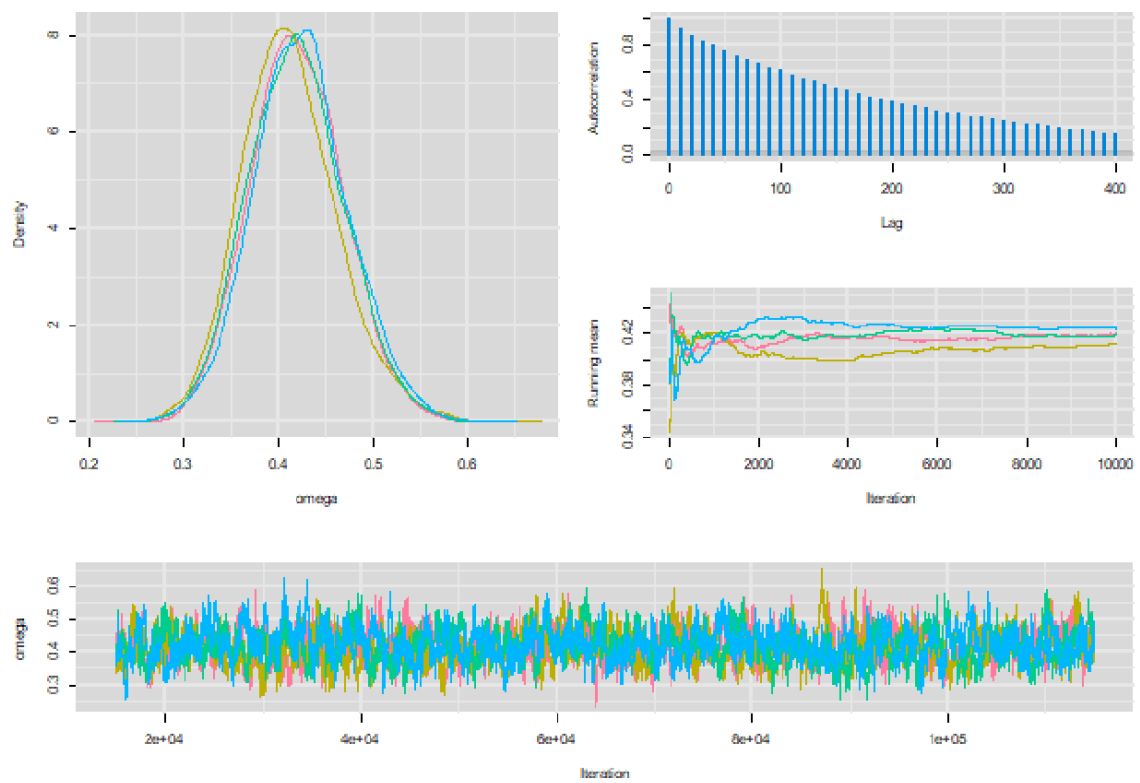 Density
0 2 4 6 8
0.2 0.3 0.4 0.5 0.6
omega
Autocorrelation
0.0 0.4 0.8
0 100 200 300 400
Lag
Running mean
0.34 0.38 0.42
0 2000 4000 6000 8000 10000
Iteration
omega
0.3 0.4 0.5 0.6
2e+04 4e+04 6e+04 8e+04 1e+05
Iteration